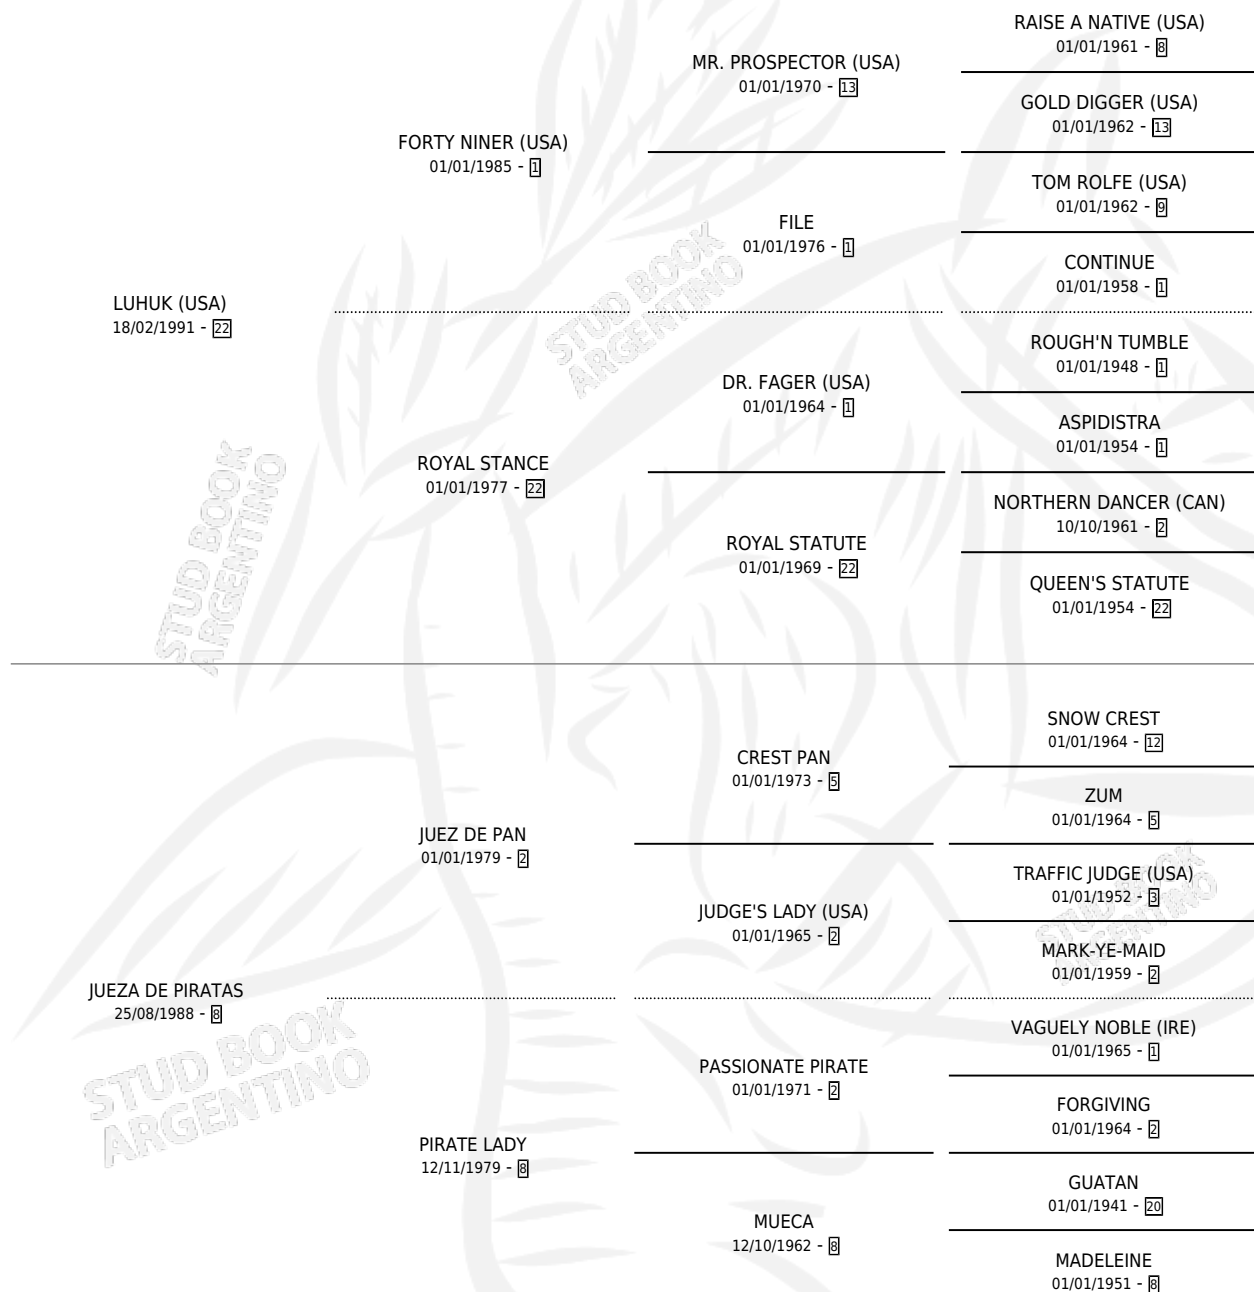 RAISE A NATIVE (USA)
01/01/1961 - 8
MR. PROSPECTOR (USA)
01/01/1970 - 13
GOLD DIGGER (USA)
01/01/1962 - 13
FORTY NINER (USA)
01/01/1985 - 1
TOM ROLFE (USA)
01/01/1962 - 9
FILE
01/01/1976 - 1
CONTINUE
01/01/1958 - 1
LUHUK (USA)
18/02/1991 - 22
ROUGH'N TUMBLE
01/01/1948 - 1
DR. FAGER (USA)
01/01/1964 - 1
ASPIDISTRA
01/01/1954 - 1
ROYAL STANCE
01/01/1977 - 22
NORTHERN DANCER (CAN)
10/10/1961 - 2
ROYAL STATUTE
01/01/1969 - 22
QUEEN'S STATUTE
01/01/1954 - 22
SNOW CREST
01/01/1964 - 12
CREST PAN
01/01/1973 - 5
ZUM
01/01/1964 - 5
JUEZ DE PAN
01/01/1979 - 2
TRAFFIC JUDGE (USA)
01/01/1952 - 3
JUDGE'S LADY (USA)
01/01/1965 - 2
MARK-YE-MAID
01/01/1959 - 2
JUEZA DE PIRATAS
25/08/1988 - 8
VAGUELY NOBLE (IRE)
01/01/1965 - 1
PASSIONATE PIRATE
01/01/1971 - 2
FORGIVING
01/01/1964 - 2
PIRATE LADY
12/11/1979 - 8
GUATAN
01/01/1941 - 20
MUECA
12/10/1962 - 8
MADELEINE
01/01/1951 - 8
STUD BOOK
ARGENTINO
STUD BOOK
ARGENTINO
STUD BOOK
ARGENTINO
STUD BOOK
ARGENTINO